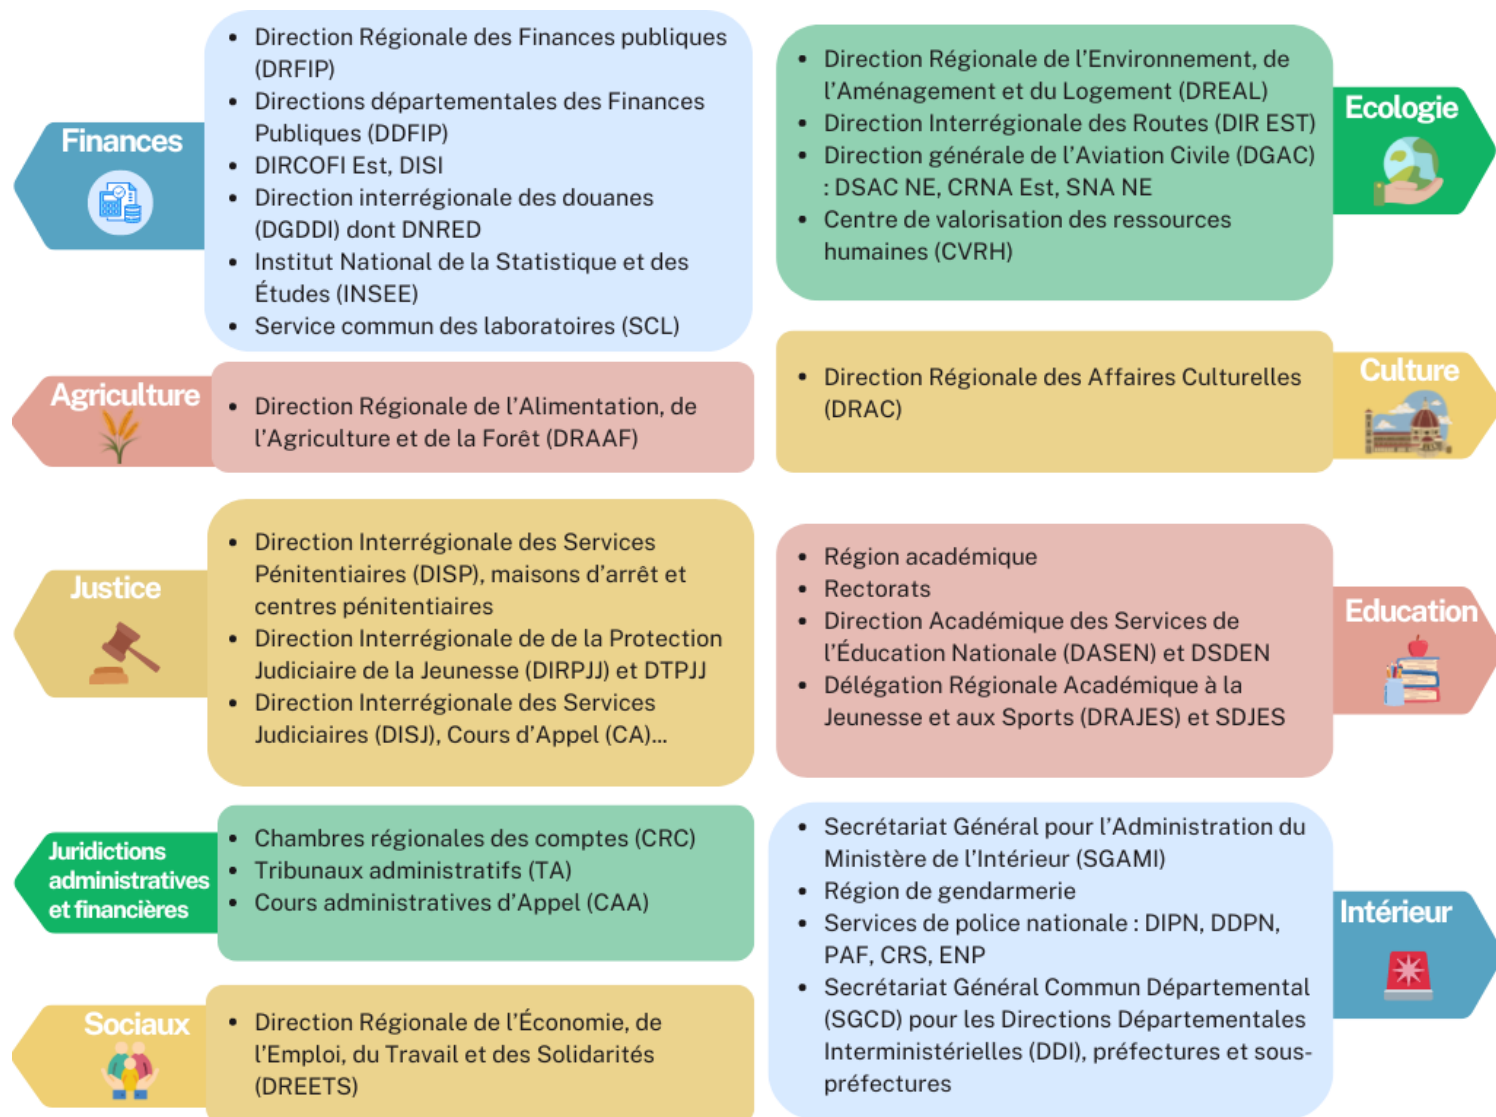 Finances
• Direction Régionale des Finances publiques
(DRFIP)
• Directions départementales des Finances
Publiques (DDFIP)
• DIRCOFI Est, DISI
• Direction interrégionale des douanes
(DGDDI) dont DNRED
• Institut National de la Statistique et des
Études (INSEE)
• Service commun des laboratoires (SCL)
Ecologie
• Direction Régionale de l’Environnement, de
l’Aménagement et du Logement (DREAL)
• Direction Interrégionale des Routes (DIR EST)
• Direction générale de l’Aviation Civile (DGAC)
: DSAC NE, CRNA Est, SNA NE
• Centre de valorisation des ressources
humaines (CVRH)
Agriculture
• Direction Régionale de l’Alimentation, de
l’Agriculture et de la Forêt (DRAAF)
Culture
• Direction Régionale des Affaires Culturelles
(DRAC)
Justice
• Direction Interrégionale des Services
Pénitentiaires (DISP), maisons d’arrêt et
centres pénitentiaires
• Direction Interrégionale de de la Protection
Judiciaire de la Jeunesse (DIRPJJ) et DTPJJ
• Direction Interrégionale des Services
Judiciaires (DISJ), Cours d’Appel (CA)...
Education
• Région académique
• Rectorats
• Direction Académique des Services de
l’Éducation Nationale (DASEN) et DSDEN
• Délégation Régionale Académique à la
Jeunesse et aux Sports (DRAJES) et SDJES
Juridictions
administratives
et financières
• Chambres régionales des comptes (CRC)
• Tribunaux administratifs (TA)
• Cours administratives d’Appel (CAA)
Intérieur
• Secrétariat Général pour l’Administration du
Ministère de l’Intérieur (SGAMI)
• Région de gendarmerie
• Services de police nationale : DIPN, DDPN,
PAF, CRS, ENP
• Secrétariat Général Commun Départemental
(SGCD) pour les Directions Départementales
Interministérielles (DDI), préfectures et sous-
préfectures
Sociaux
• Direction Régionale de l’Économie, de
l’Emploi, du Travail et des Solidarités
(DREETS)